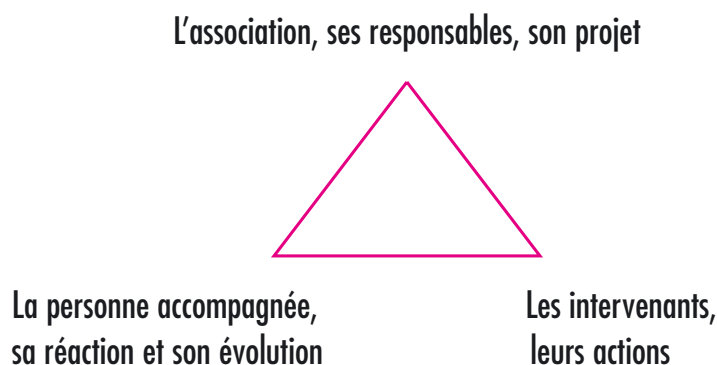 L'association, ses responsables, son projet
La personne accompagnée,
sa réaction et son évolution
Les intervenants,
leurs actions